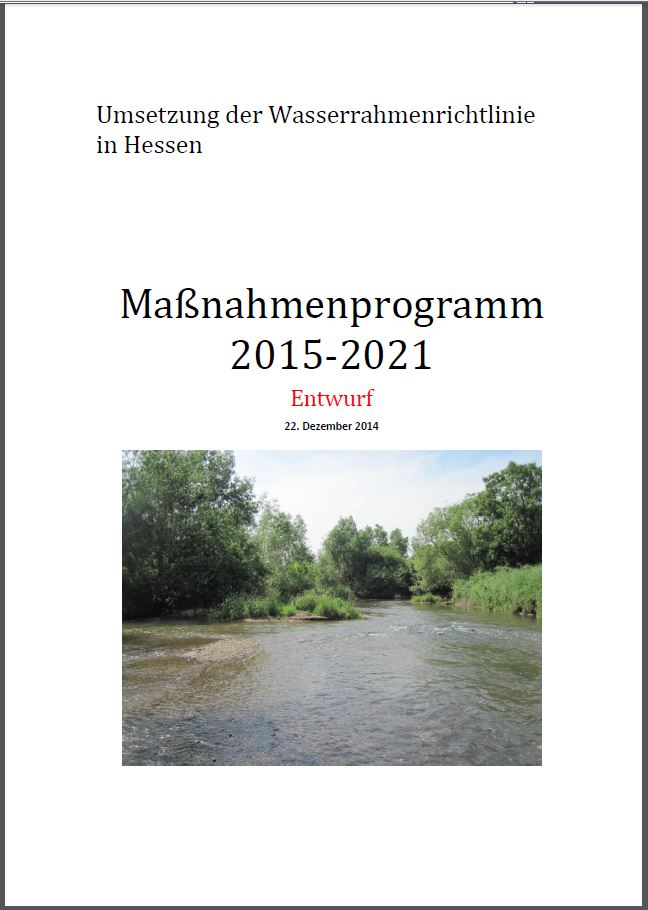 Umsetzung der Wasserrahmenrichtlinie
in Hessen
Maßnahmenprogramm
2015-2021
Entwurf
22. Dezember 2014